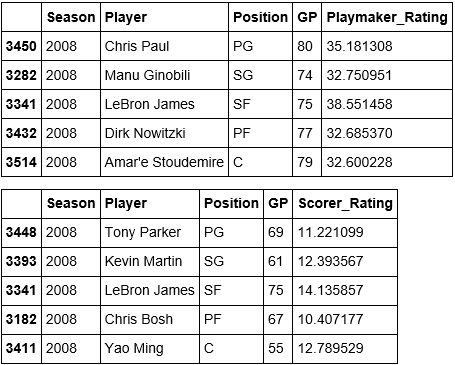 Season Player Position GP Playmaker_Rating
3450 2008 Chris Paul PG 80 35.181308
3282 2008 Manu Ginobili SG 74 32.750951
3341 2008 LeBron James SF 75 38.551458
3432 2008 Dirk Nowitzki PF 77 32.685370
3514 2008 Amar'e Stoudemire C 79 32.600228
Season Player Position GP Scorer_Rating
3448 2008 Tony Parker PG 69 11.221099
3393 2008 Kevin Martin SG 61 12.393567
3341 2008 LeBron James SF 75 14.135857
3182 2008 Chris Bosh PF 67 10.407177
3411 2008 Yao Ming C 55 12.789529